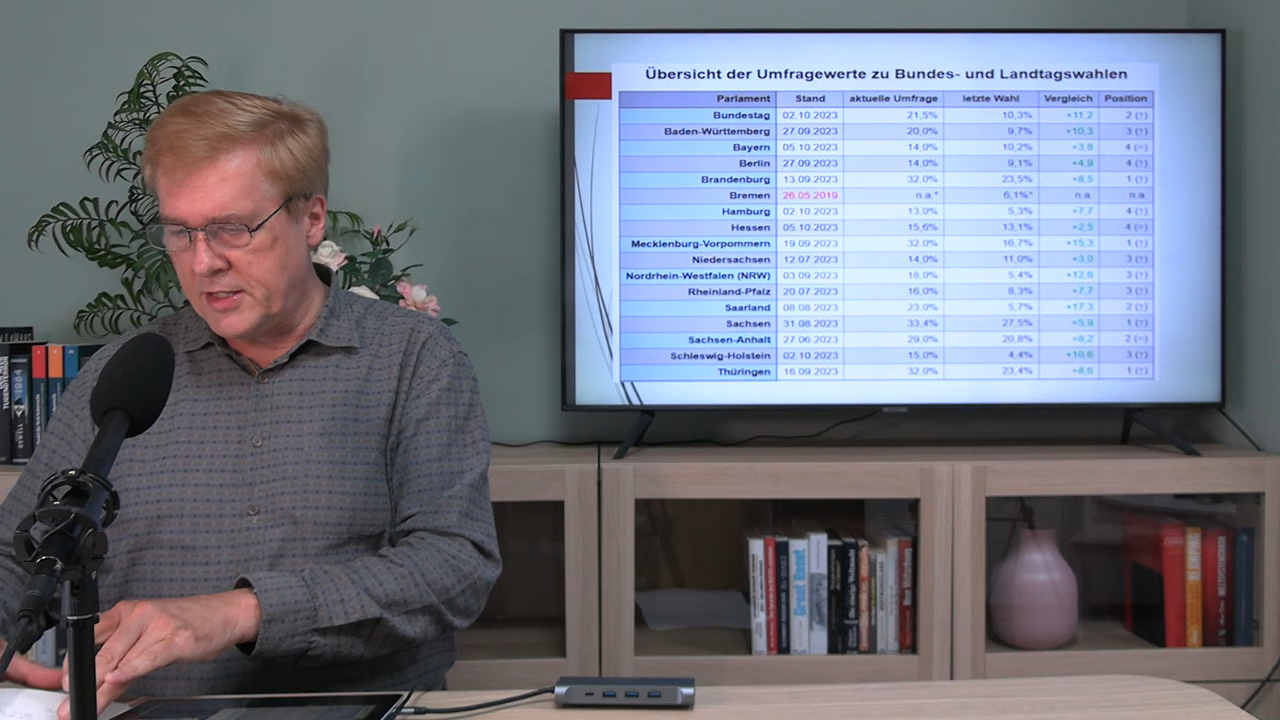 Übersicht der Umfragewerte zu Bundes- und Landtagswahlen
Parlament Stand aktuelle Umfrage letzte Wahl Vergleich Position
Bundestag 02.10.2023 21,5% 10,3% +11,2 2 (↑)
Baden-Württemberg 27.09.2023 20,0% 9,7% +10,3 3 (↑)
Bayern 05.10.2023 14,0% 10,2% +3,8 4 (=)
Berlin 27.09.2023 14,0% 9,1% +4,9 4 (↑)
Brandenburg 13.09.2023 32,0% 23,5% +8,5 1 (↑)
Bremen 26.05.2019 n.a.* 6,1%* n.a. n.a.
Hamburg 02.10.2023 13,0% 5,3% +7,7 4 (↑)
Hessen 05.10.2023 15,6% 13,1% +2,5 4 (=)
Mecklenburg-Vorpommern 19.09.2023 32,0% 16,7% +15,3 1 (↑)
Niedersachsen 12.07.2023 14,0% 11,0% +3,0 3 (↑)
Nordrhein-Westfalen (NRW) 03.09.2023 18,0% 5,4% +12,6 3 (↑)
Rheinland-Pfalz 20.07.2023 16,0% 8,3% +7,7 3 (↑)
Saarland 08.08.2023 23,0% 5,7% +17,3 2 (↑)
Sachsen 31.08.2023 33,4% 27,5% +5,9 1 (↑)
Sachsen-Anhalt 27.06.2023 29,0% 20,8% +8,2 2 (=)
Schleswig-Holstein 02.10.2023 15,0% 4,4% +10,6 3 (↑)
Thüringen 16.09.2023 32,0% 23,4% +8,6 1 (↑)
1984
ORWELL
Great Reset